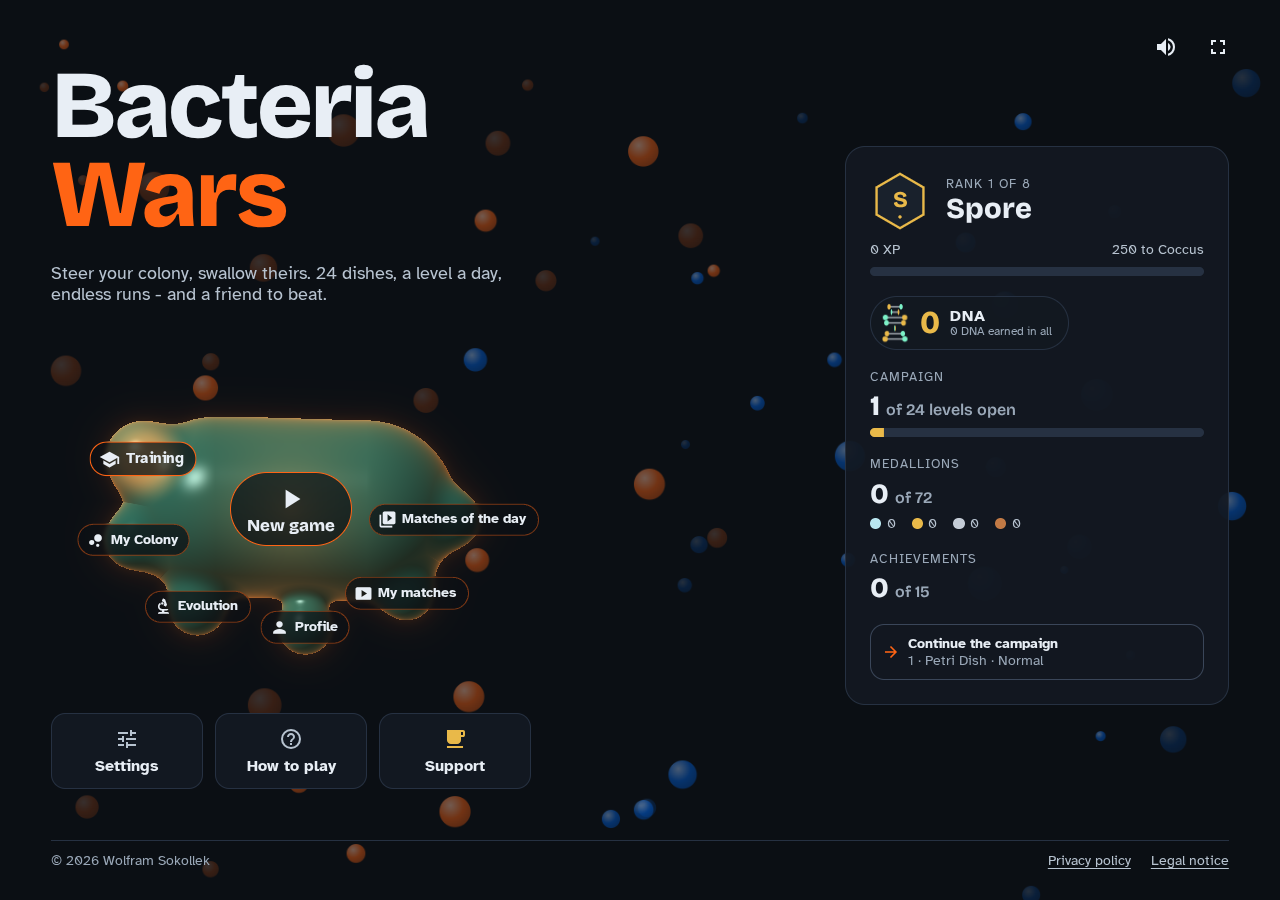 Bacteria
Wars
Steer your colony, swallow theirs. 24 dishes, a level a day,
endless runs - and a friend to beat.
Training
New game
Matches of the day
My Colony
My matches
Evolution
Profile
Settings
How to play
Support
S
RANK 1 OF 8
Spore
0 XP
250 to Coccus
0
DNA
0 DNA earned in all
CAMPAIGN
1 of 24 levels open
MEDALLIONS
0 of 72
0 0 0 0
ACHIEVEMENTS
0 of 15
Continue the campaign
1 · Petri Dish · Normal
© 2026 Wolfram Sokollek
Privacy policy
Legal notice